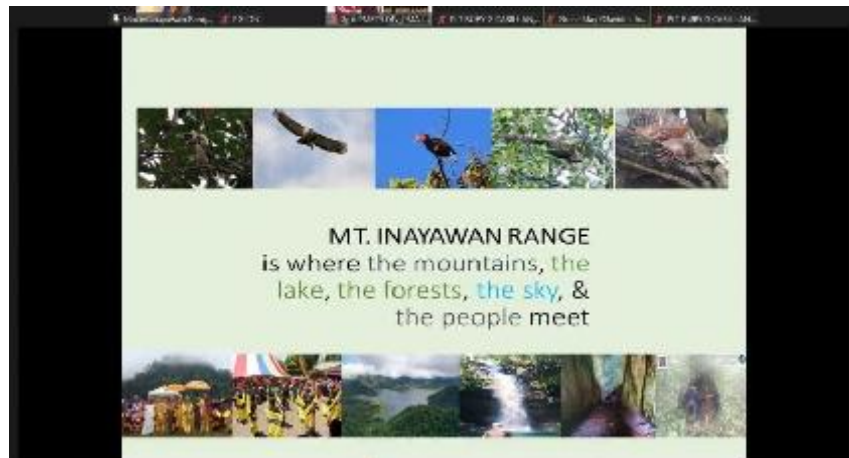 MT. INAYAWAN RANGE
is where the mountains, the
lake, the forests, the sky, &
the people meet